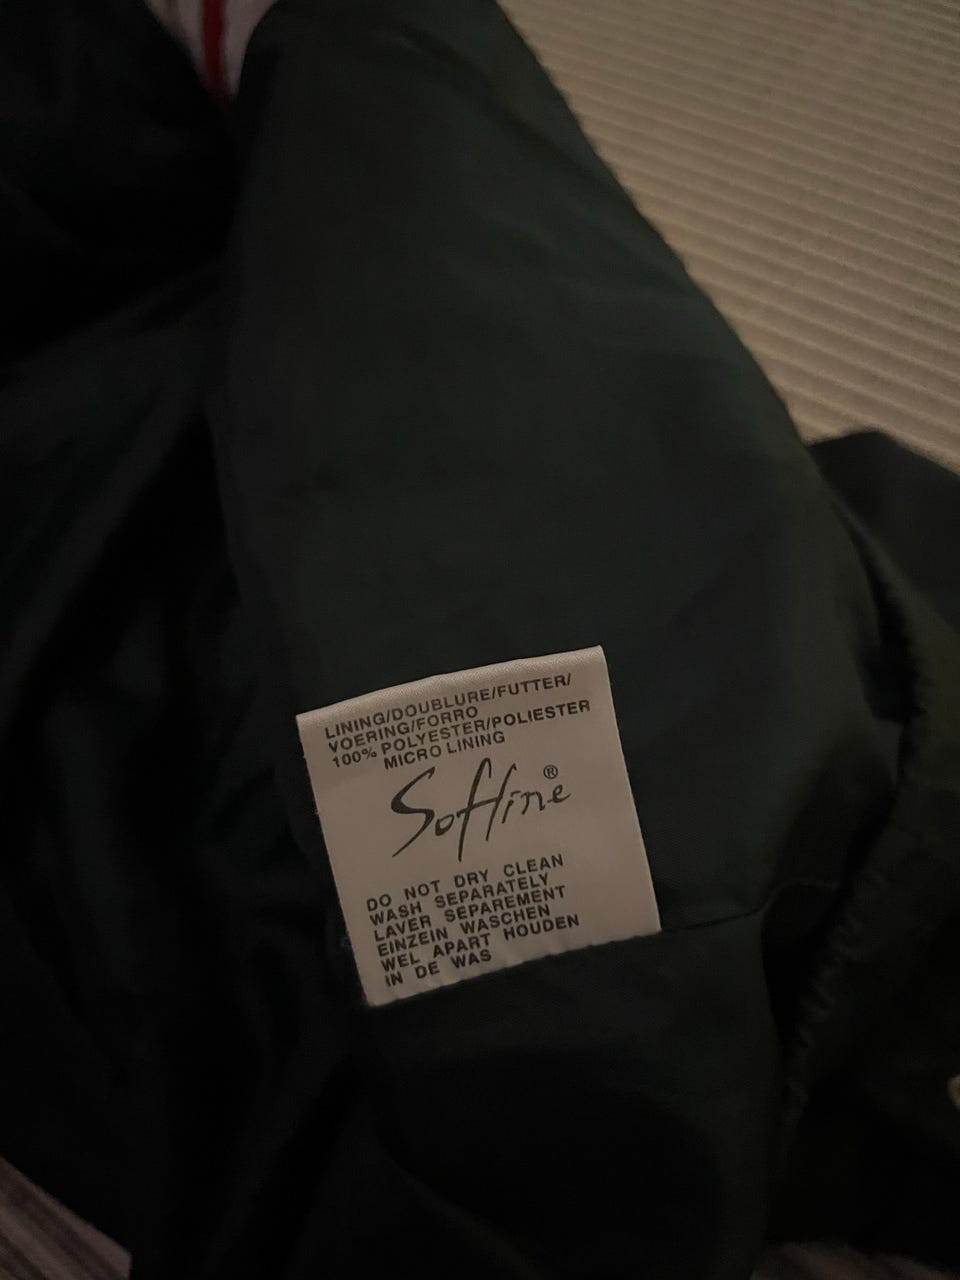 LINING/DOUBLURE/FUTTER/
VOERING/FORRO
100% POLYESTER/POLIESTER
MICRO LINING
Softine®
DO NOT DRY CLEAN
WASH SEPARATELY
LAVER SEPAREMENT
EINZEIN WASCHEN
WEL APART HOUDEN
IN DE WAS